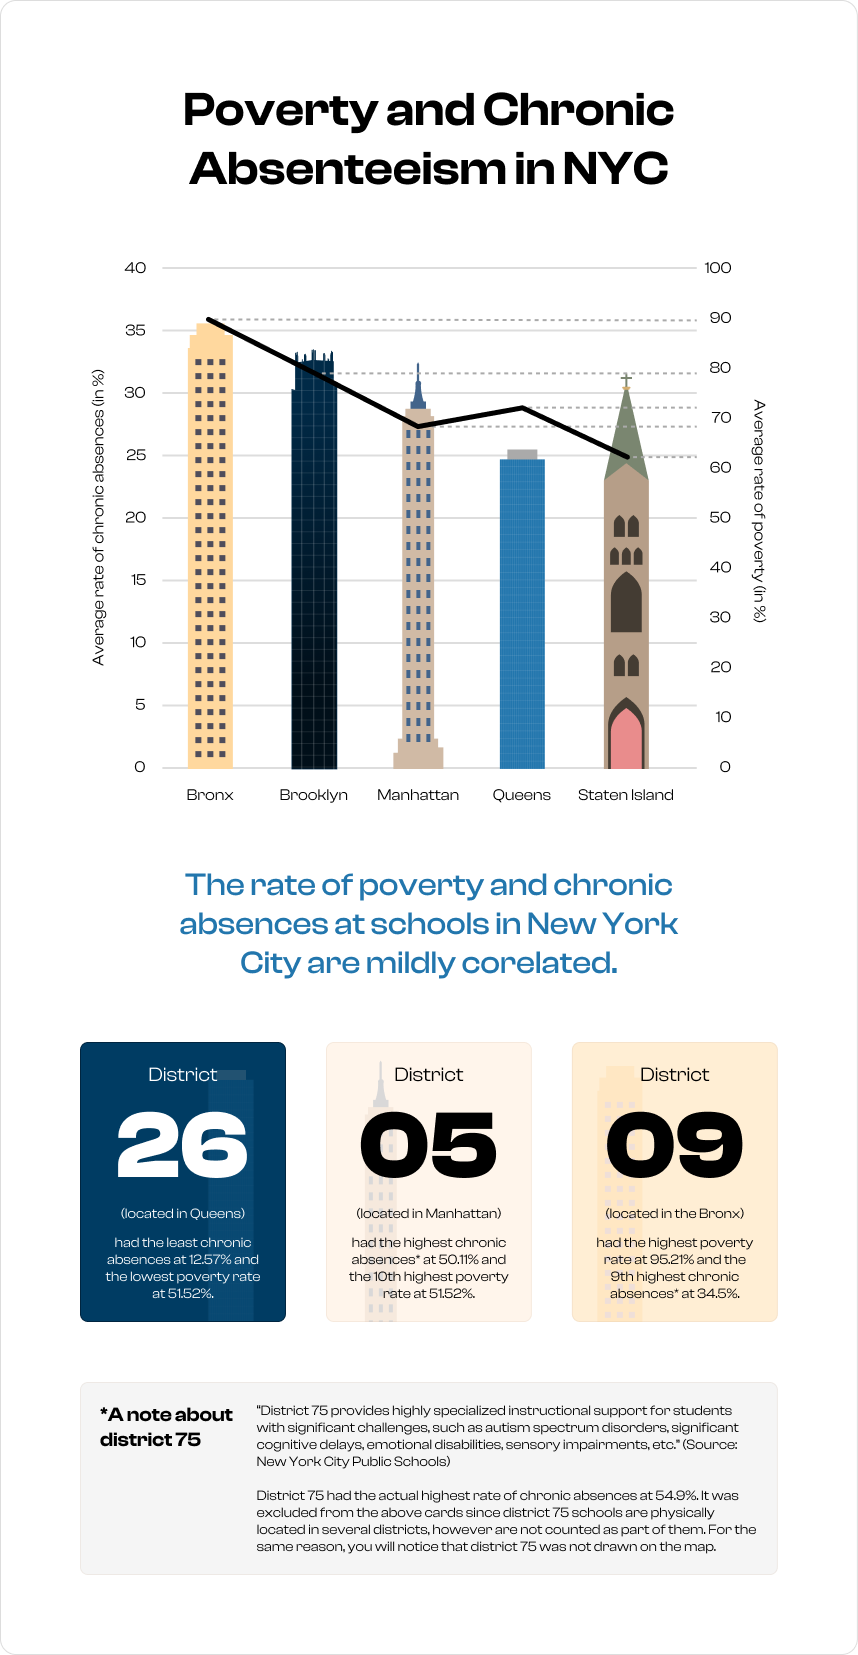 Poverty and Chronic
Absenteeism in NYC
Average rate of chronic absences (in %)
40
35
30
25
20
15
10
5
0
100
90
80
70
60
50
40
30
20
10
0
Average rate of poverty (in %)
Bronx
Brooklyn
Manhattan
Queens
Staten Island
The rate of poverty and chronic
absences at schools in New York
City are mildly corelated.
District
26
(located in Queens)
had the least chronic
absences at 12.57% and
the lowest poverty rate
at 51.52%.
District
05
(located in Manhattan)
had the highest chronic
absences* at 50.11% and
the 10th highest poverty
rate at 51.52%.
District
09
(located in the Bronx)
had the highest poverty
rate at 95.21% and the
9th highest chronic
absences* at 34.5%.
*A note about
district 75
“District 75 provides highly specialized instructional support for students
with significant challenges, such as autism spectrum disorders, significant
cognitive delays, emotional disabilities, sensory impairments, etc.” (Source:
New York City Public Schools)
District 75 had the actual highest rate of chronic absences at 54.9%. It was
excluded from the above cards since district 75 schools are physically
located in several districts, however are not counted as part of them. For the
same reason, you will notice that district 75 was not drawn on the map.